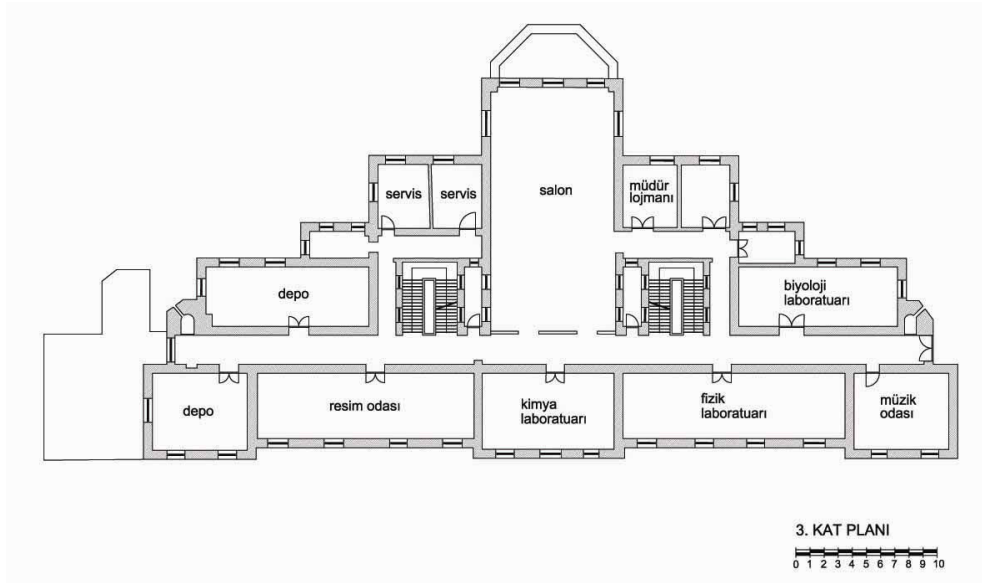 servis
servis
salon
müdür
lojmanı
depo
biyoloji
laboratuarı
depo
resim odası
kimya
laboratuarı
fizik
laboratuarı
müzik
odası
3. KAT PLANI
0 1 2 3 4 5 6 7 8 9 10